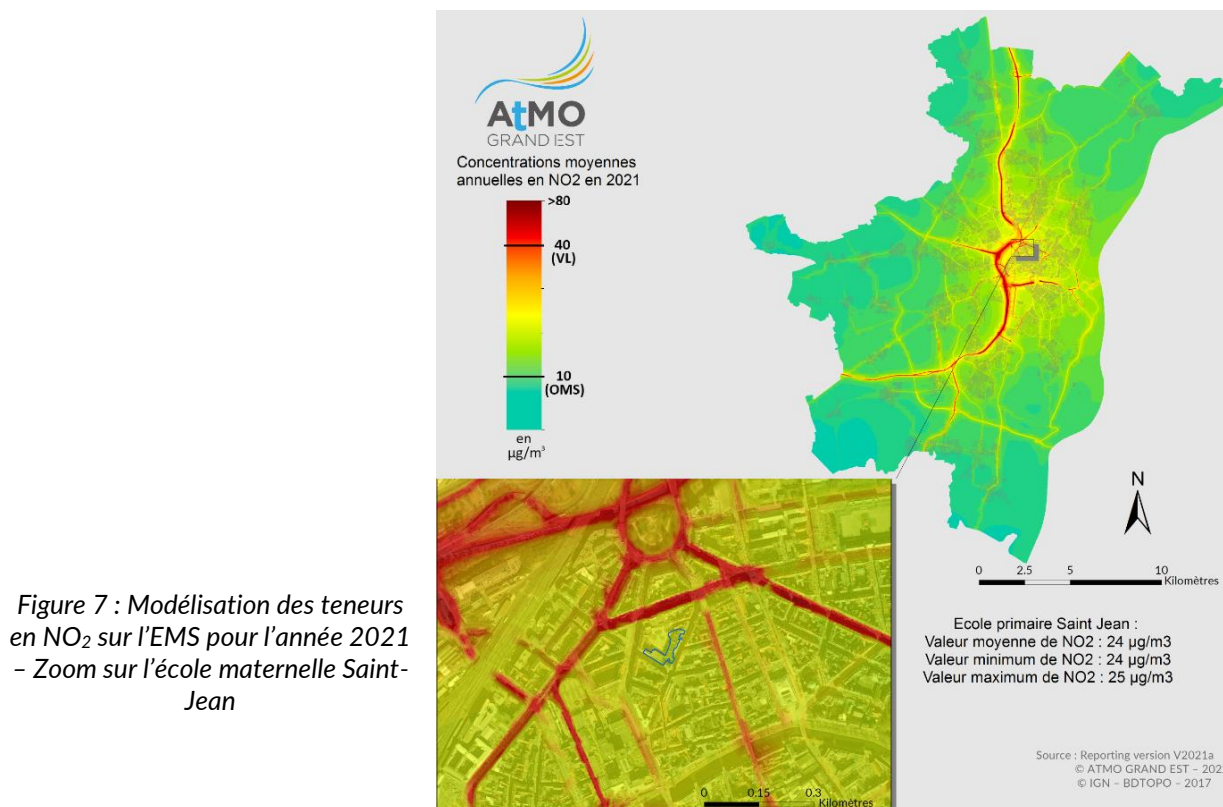 AtMO
GRAND EST
Concentrations moyennes
annuelles en NO2 en 2021
>80
40
(VL)
10
(OMS)
en
µg/m³
Figure 7 : Modélisation des teneurs
en NO₂ sur l'EMS pour l'année 2021
– Zoom sur l'école maternelle Saint-
Jean
N
0 2.5 5 10
Kilomètres
Ecole primaire Saint Jean :
Valeur moyenne de NO2 : 24 µg/m3
Valeur minimum de NO2 : 24 µg/m3
Valeur maximum de NO2 : 25 µg/m3
0 0.15 0.3
Kilomètres
Source : Reporting version V2021a
© ATMO GRAND EST – 202
© IGN – BDTOPO – 2017